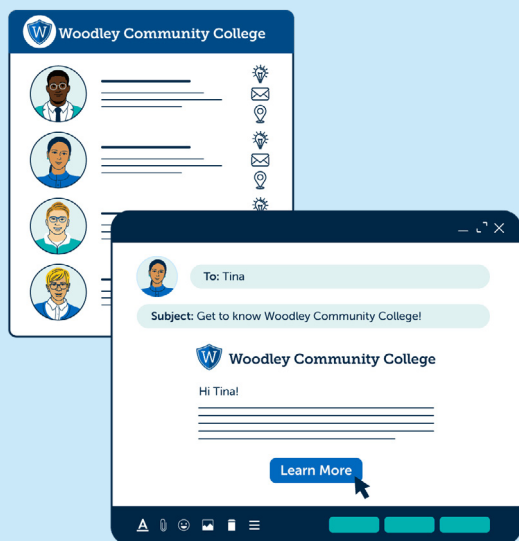 W Woodley Community College
To: Tina
Subject: Get to know Woodley Community College!
W Woodley Community College
Hi Tina!
Learn More
A